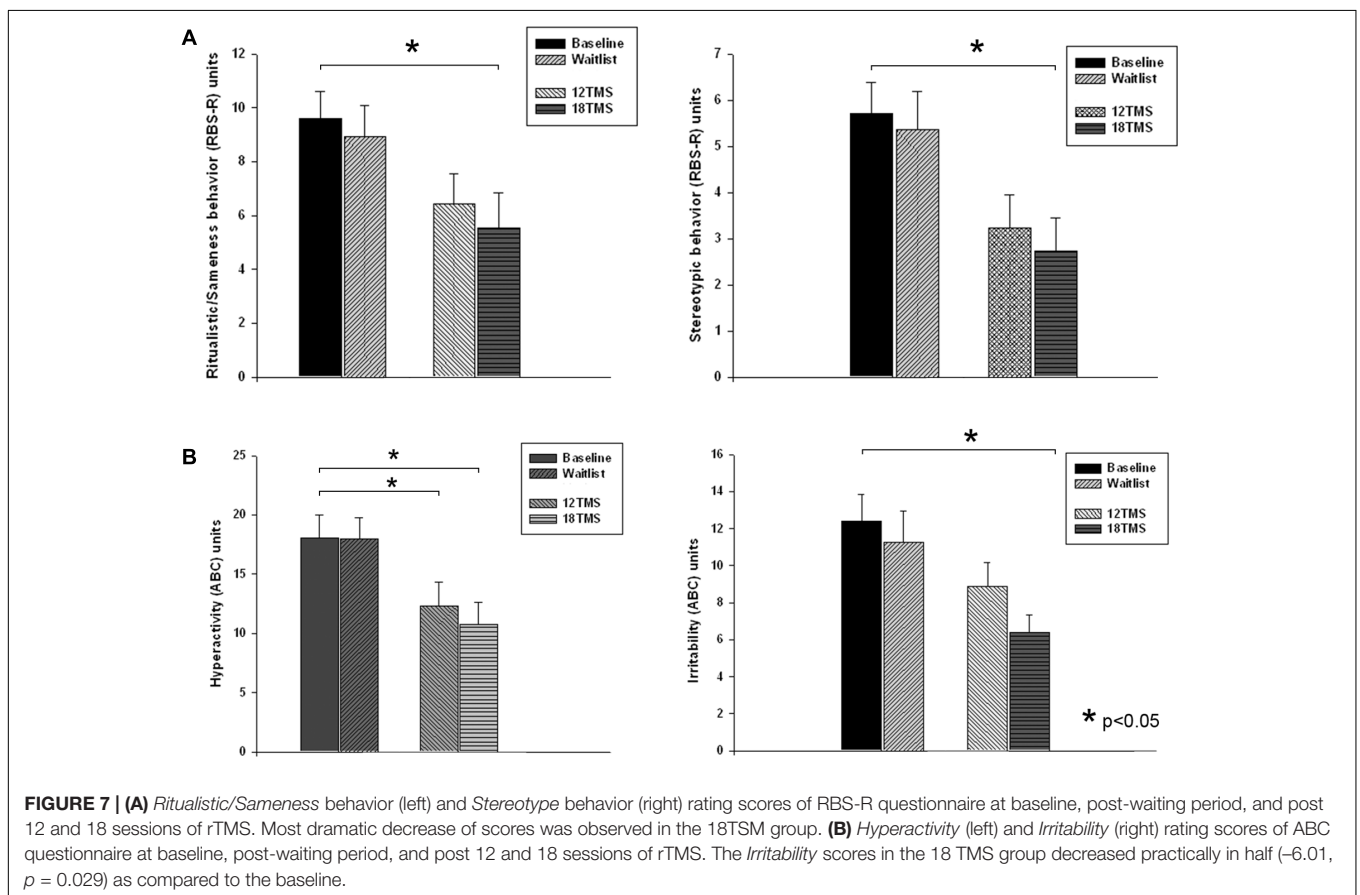 A
Ritualistic/Sameness behavior (RBS-R) units
12
10
8
6
4
2
0
*
Baseline
Waitlist
12TMS
18TMS
Stereotypic behavior (RBS-R) units
7
6
5
4
3
2
1
0
*
Baseline
Waitlist
12TMS
18TMS
B
Hyperactivity (ABC) units
25
20
15
10
5
0
*
*
Baseline
Waitlist
12TMS
18TMS
Irritability (ABC) units
16
14
12
10
8
6
4
2
0
*
Baseline
Waitlist
12TMS
18TMS
* p<0.05
FIGURE 7 | (A) Ritualistic/Sameness behavior (left) and Stereotype behavior (right) rating scores of RBS-R questionnaire at baseline, post-waiting period, and post
12 and 18 sessions of rTMS. Most dramatic decrease of scores was observed in the 18TSM group. (B) Hyperactivity (left) and Irritability (right) rating scores of ABC
questionnaire at baseline, post-waiting period, and post 12 and 18 sessions of rTMS. The Irritability scores in the 18 TMS group decreased practically in half (–6.01,
p = 0.029) as compared to the baseline.